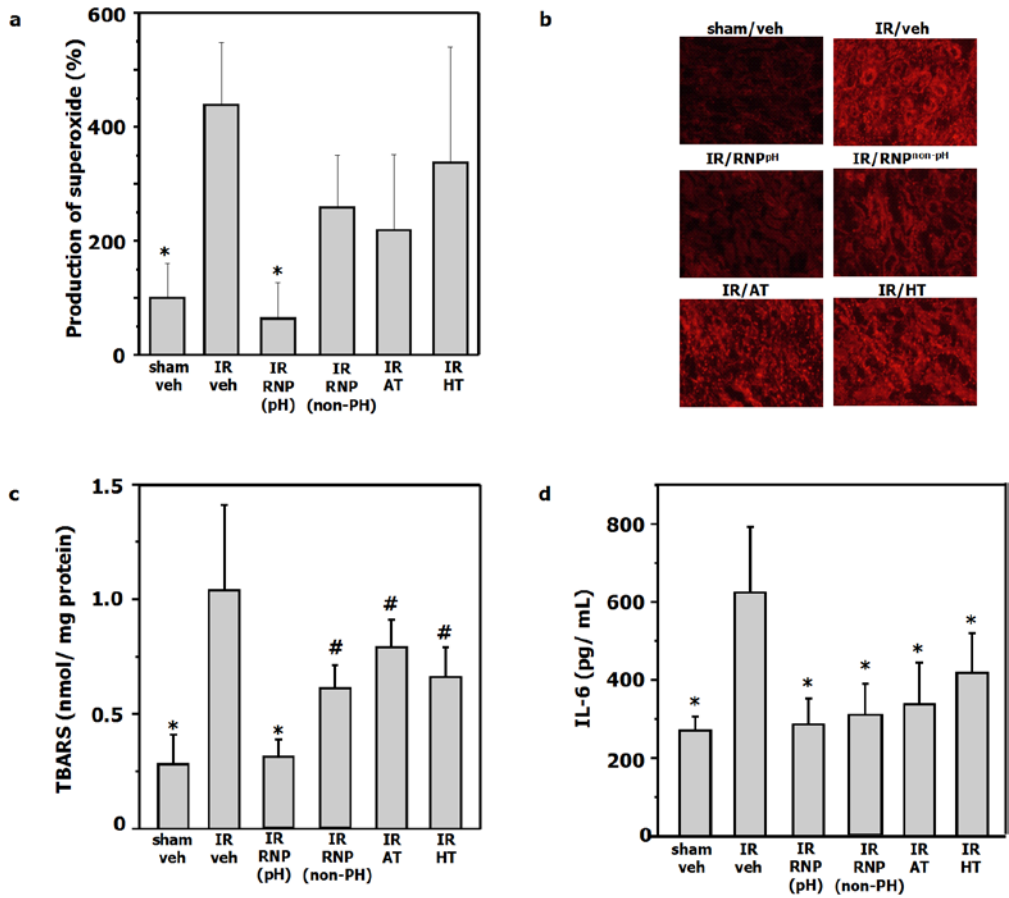 a
Production of superoxide (%)
600
400
200
0
*
*
sham
veh
IR
veh
IR
RNP
(pH)
IR
RNP
(non-PH)
IR
AT
IR
HT
b
sham/veh
IR/veh
IR/RNPpH
IR/RNPnon-pH
IR/AT
IR/HT
c
TBARS (nmol/ mg protein)
1.5
1.0
0.5
0
*
*
#
#
#
sham
veh
IR
veh
IR
RNP
(pH)
IR
RNP
(non-PH)
IR
AT
IR
HT
d
IL-6 (pg/ mL)
800
600
400
200
0
*
*
*
*
*
sham
veh
IR
veh
IR
RNP
(pH)
IR
RNP
(non-PH)
IR
AT
IR
HT